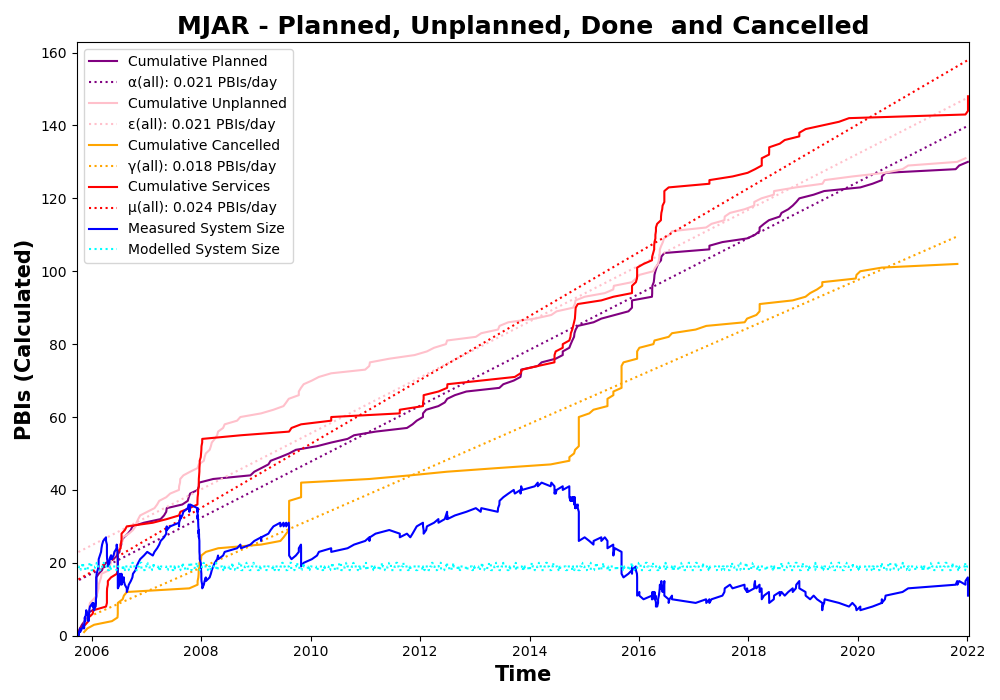 MJAR - Planned, Unplanned, Done  and Cancelled
PBIs (Calculated)
160
140
120
100
80
60
40
20
0
Cumulative Planned
α(all): 0.021 PBIs/day
Cumulative Unplanned
ε(all): 0.021 PBIs/day
Cumulative Cancelled
γ(all): 0.018 PBIs/day
Cumulative Services
μ(all): 0.024 PBIs/day
Measured System Size
Modelled System Size
2006 2008 2010 2012 2014 2016 2018 2020 2022
Time